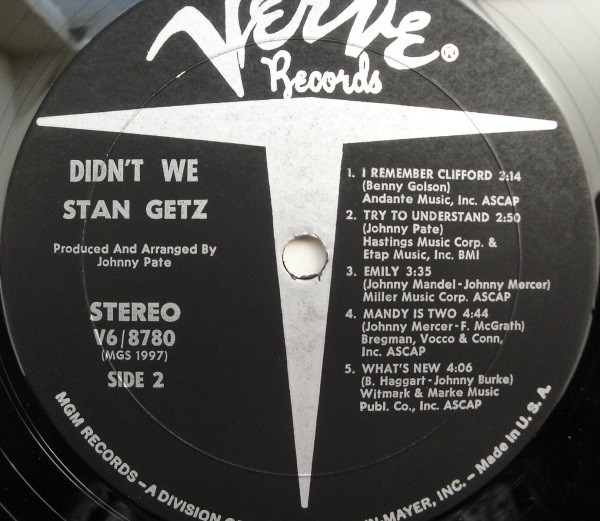 VERVE®
Records
DIDN'T WE
STAN GETZ
Produced And Arranged By
Johnny Pate
STEREO
V6/8780
(MGS 1997)
SIDE 2
1. I REMEMBER CLIFFORD 3:14
(Benny Golson)
Andante Music, Inc. ASCAP
2. TRY TO UNDERSTAND 2:50
(Johnny Pate)
Hastings Music Corp. &
Etap Music, Inc. BMI
3. EMILY 3:35
(Johnny Mandel-Johnny Mercer)
Miller Music Corp. ASCAP
4. MANDY IS TWO 4:44
(Johnny Mercer-F. McGrath)
Bregman, Vocco & Conn,
Inc. ASCAP
5. WHAT'S NEW 4:06
(B. Haggart-Johnny Burke)
Witmark & Marke Music
Publ. Co., Inc. ASCAP
MGM RECORDS—A DIVISION -MAYER, INC.—Made in U. S. A.